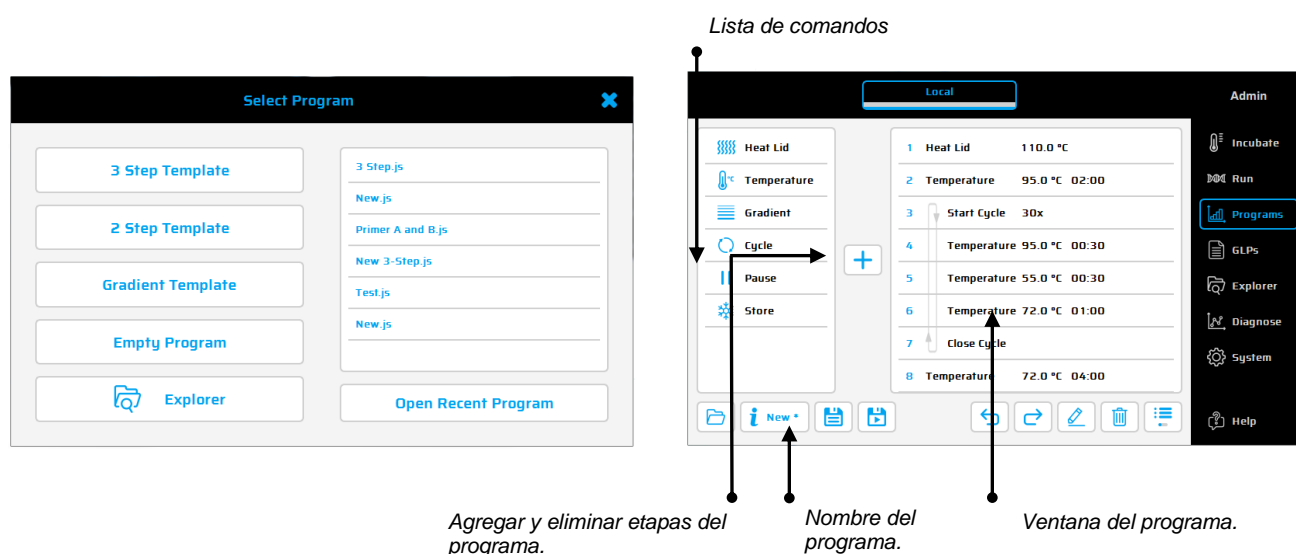 Lista de comandos
Select Program
3 Step Template
2 Step Template
Gradient Template
Empty Program
Explorer
3 Step.js
New.js
Primer A and B.js
New 3-Step.js
Test.js
New.js
Open Recent Program
Local
Admin
Heat Lid
°C Temperature
Gradient
Cycle
Pause
Store
1 Heat Lid 110.0 °C
2 Temperature 95.0 °C 02:00
3 Start Cycle 30x
4 Temperature 95.0 °C 00:30
5 Temperature 55.0 °C 00:30
6 Temperature 72.0 °C 01:00
7 Close Cycle
8 Temperature 72.0 °C 04:00
i New *
Incubate
Run
Programs
GLPs
Explorer
Diagnose
System
? Help
Agregar y eliminar etapas del
programa.
Nombre del
programa.
Ventana del programa.